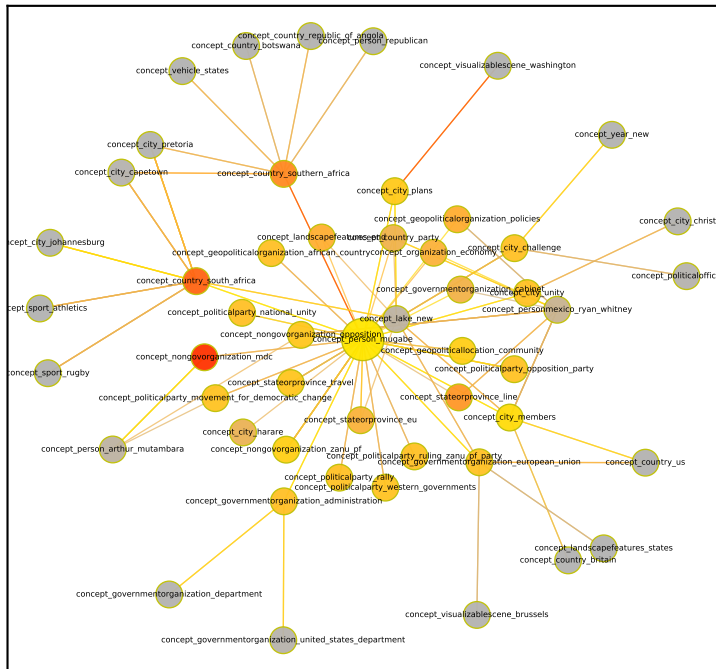 concept_country_republic_of_angola
concept_person_republican
concept_country_botswana
concept_visualizablescene_washington
concept_vehicle_states
concept_year_new
concept_city_pretoria
concept_city_capetown
concept_country_southern_africa
concept_city_plans
concept_geopoliticalorganization_policies
concept_city_christ
concept_landscapefeatures_end
concept_country_party
concept_city_johannesburg
concept_geopoliticalorganization_african_country
concept_organization_economy
concept_city_challenge
concept_politicaloffic
concept_country_south_africa
concept_governmentorganization_cabinet
concept_city_unity
concept_sport_athletics
concept_politicalparty_national_unity
concept_lake_new
concept_personmexico_ryan_whitney
concept_nongovorganization_opposition
concept_person_mugabe
concept_nongovorganization_mdc
concept_geopoliticallocation_community
concept_politicalparty_opposition_party
concept_sport_rugby
concept_stateorprovince_travel
concept_politicalparty_movement_for_democratic_change
concept_stateorprovince_line
concept_city_members
concept_stateorprovince_eu
concept_city_harare
concept_person_arthur_mutambara
concept_nongovorganization_zanu_pf
concept_politicalparty_ruling_zanu_pf_party
concept_governmentorganization_european_union
concept_country_us
concept_politicalparty_rally
concept_politicalparty_western_governments
concept_governmentorganization_administration
concept_landscapefeatures_states
concept_country_britain
concept_governmentorganization_department
concept_visualizablescene_brussels
concept_governmentorganization_united_states_department